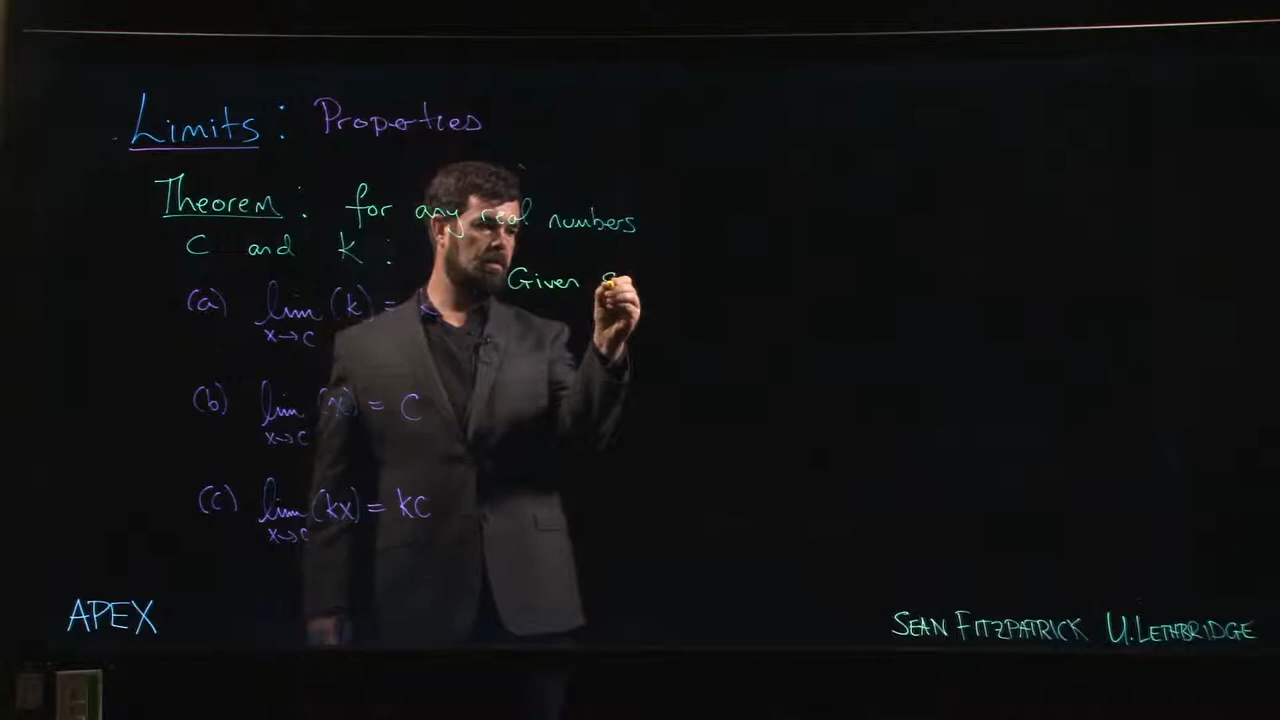 Limits: Properties
Theorem: for any real numbers
c and k:
(a) lim (k) =
x→c
Given
(b) lim (x) = c
x→c
(c) lim (kx) = kc
x→c
APEX
SEAN FITZPATRICK U. LETHBRIDGE